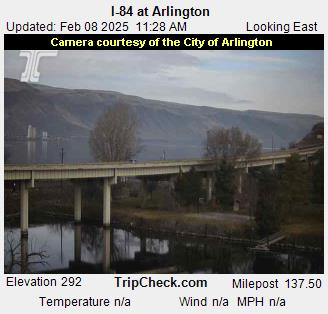 I-84 at Arlington
Updated: Feb 08 2025 11:28 AM Looking East
Camera courtesy of the City of Arlington
Elevation 292 TripCheck.com Milepost 137.50
Temperature n/a Wind n/a MPH n/a